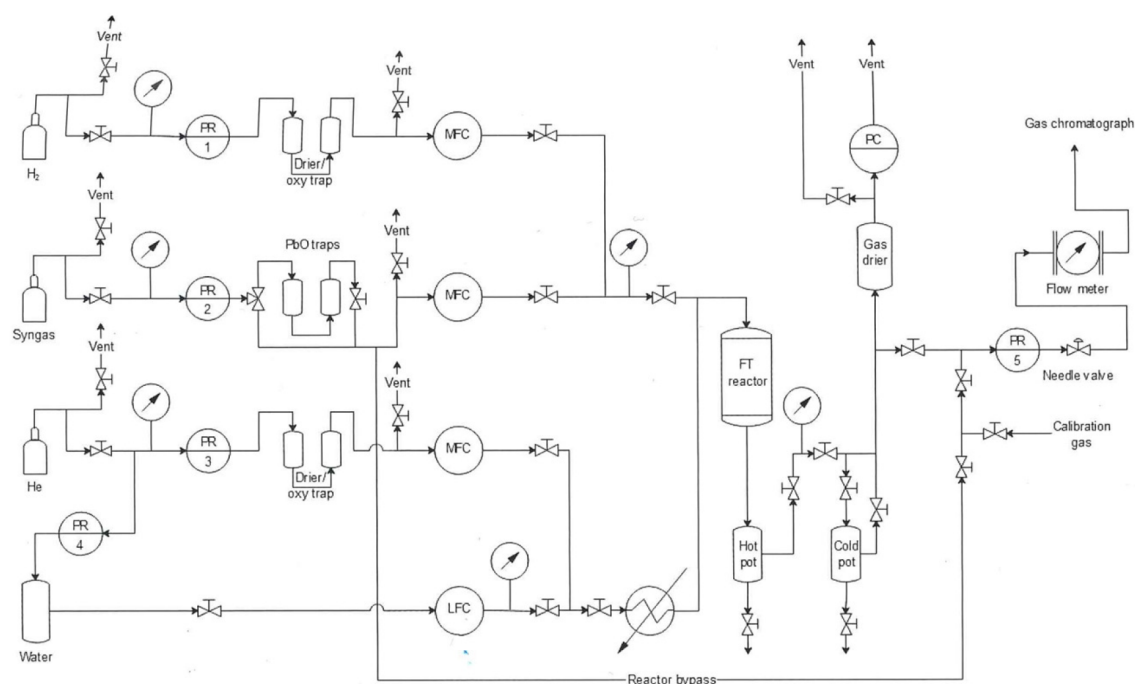 Vent
H₂
PR
1
Drier/
oxy trap
Vent
MFC
Vent
Vent
PC
Gas chromatograph
Vent
Syngas
PR
2
PbO traps
Vent
MFC
Gas
drier
Flow meter
Vent
He
PR
3
Drier/
oxy trap
Vent
MFC
FT
reactor
PR
5
Needle valve
Calibration
gas
PR
4
Water
LFC
Hot
pot
Cold
pot
Reactor bypass